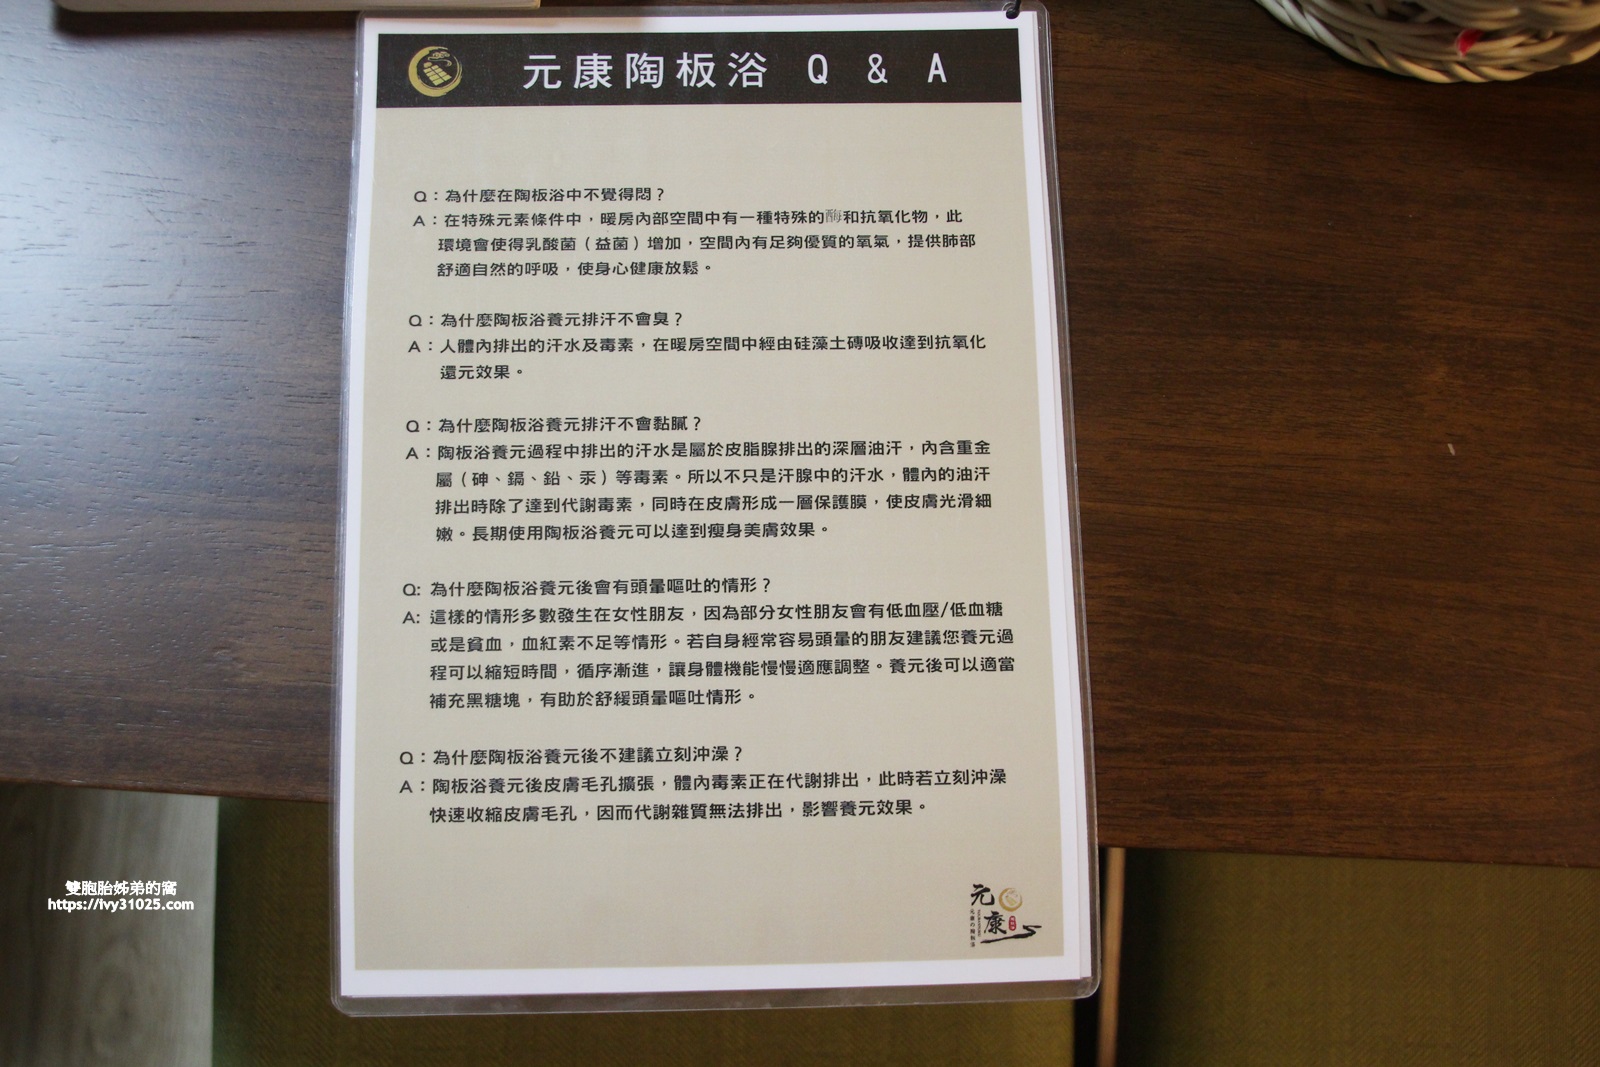 元康陶板浴 Q & A
Q：為什麼在陶板浴中不覺得悶？
A：在特殊元素條件中，暖房內部空間中有一種特殊的酶和抗氧化物，此
環境會使得乳酸菌（益菌）增加，空間內有足夠優質的氧氣，提供肺部
舒適自然的呼吸，使身心健康放鬆。
Q：為什麼陶板浴養元排汗不會臭？
A：人體內排出的汗水及毒素，在暖房空間中經由硅藻土磚吸收達到抗氧化
還元效果。
Q：為什麼陶板浴養元排汗不會黏膩？
A：陶板浴養元過程中排出的汗水是屬於皮脂腺排出的深層油汗，內含重金
屬（砷、鎘、鉛、汞）等毒素。所以不只是汗腺中的汗水，體內的油汗
排出時除了達到代謝毒素，同時在皮膚形成一層保護膜，使皮膚光滑細
嫩。長期使用陶板浴養元可以達到瘦身美膚效果。
Q: 為什麼陶板浴養元後會有頭暈嘔吐的情形？
A: 這樣的情形多數發生在女性朋友，因為部分女性朋友會有低血壓/低血糖
或是貧血，血紅素不足等情形。若自身經常容易頭暈的朋友建議您養元過
程可以縮短時間，循序漸進，讓身體機能慢慢適應調整。養元後可以適當
補充黑糖塊，有助於舒緩頭暈嘔吐情形。
Q：為什麼陶板浴養元後不建議立刻沖澡？
A：陶板浴養元後皮膚毛孔擴張，體內毒素正在代謝排出，此時若立刻沖澡
快速收縮皮膚毛孔，因而代謝雜質無法排出，影響養元效果。
元康
雙胞胎姊弟的窩
https://ivy31025.com